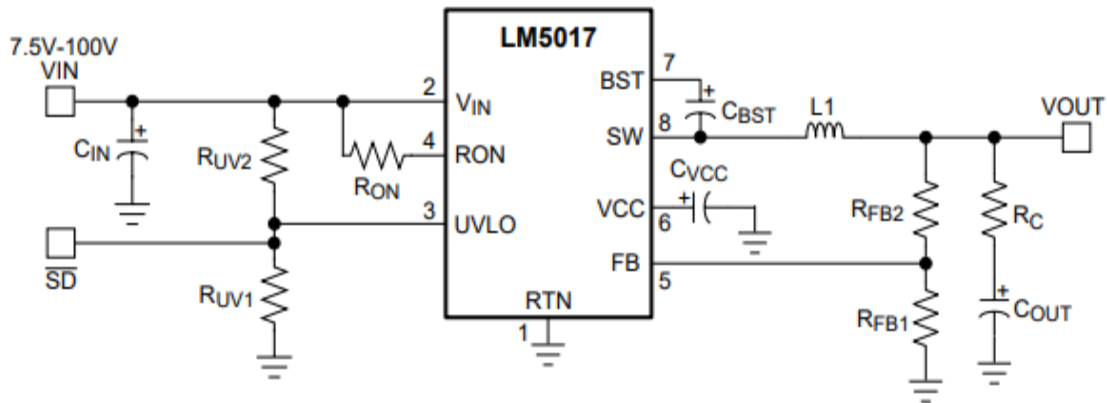 LM5017
7.5V-100V
VIN
2
VIN
7
BST
CBST
L1
VOUT
8
SW
CIN
RUV2
4
RON
RON
CVCC
3
UVLO
VCC
6
RFB2
RC
SD
FB
5
RUV1
RTN
1
RFB1
COUT
+
+
+
+